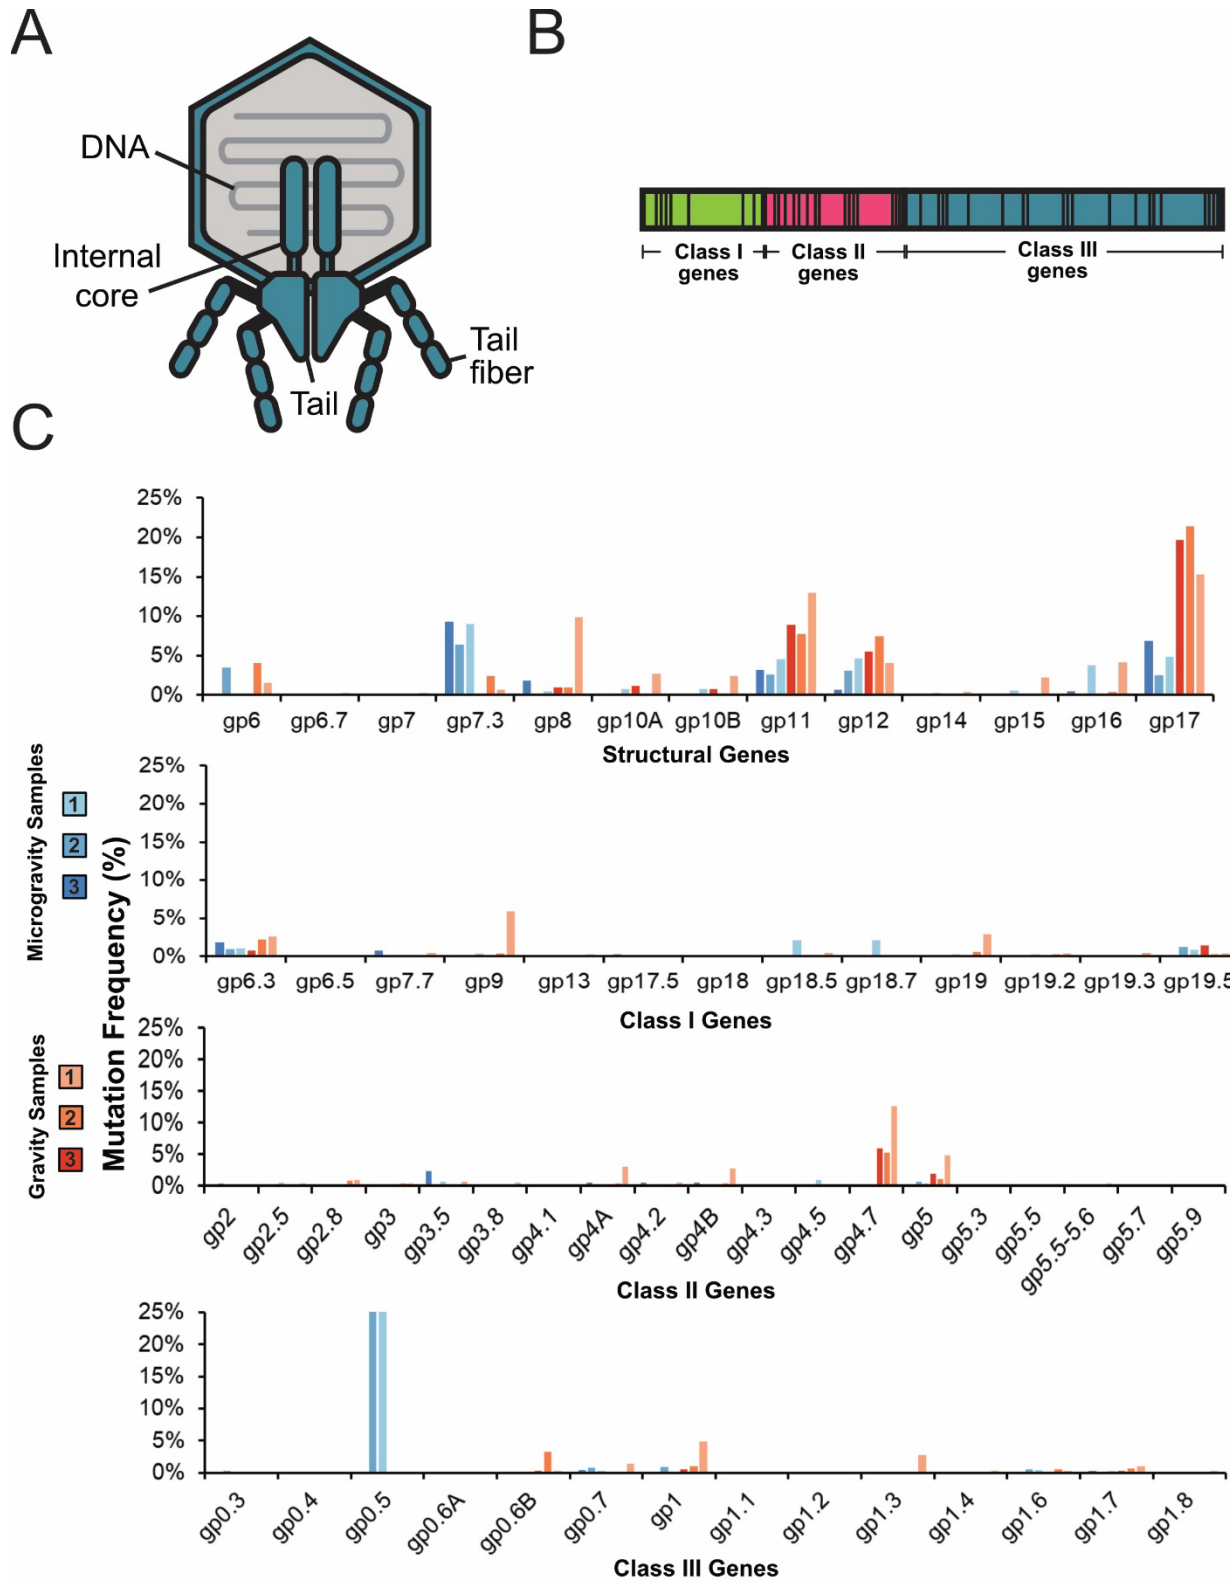 A
B
DNA
Internal
core
Tail
Tail
fiber
Class I
genes
Class II
genes
Class III
genes
C
Mutation Frequency (%)
Microgravity Samples
1
2
3
Gravity Samples
1
2
3
25%
20%
15%
10%
5%
0%
gp6 gp6.7 gp7 gp7.3 gp8 gp10A gp10B gp11 gp12 gp14 gp15 gp16 gp17
Structural Genes
25%
20%
15%
10%
5%
0%
gp6.3 gp6.5 gp7.7 gp9 gp13 gp17.5 gp18 gp18.5 gp18.7 gp19 gp19.2 gp19.3 gp19.5
Class I Genes
25%
20%
15%
10%
5%
0%
gp2 gp2.5 gp2.8 gp3 gp3.5 gp3.8 gp4.1 gp4A gp4.2 gp4B gp4.3 gp4.5 gp4.7 gp5 gp5.3 gp5.5 gp5.5-5.6 gp5.7 gp5.9
Class II Genes
25%
20%
15%
10%
5%
0%
gp0.3 gp0.4 gp0.5 gp0.6A gp0.6B gp0.7 gp1 gp1.1 gp1.2 gp1.3 gp1.4 gp1.6 gp1.7 gp1.8
Class III Genes